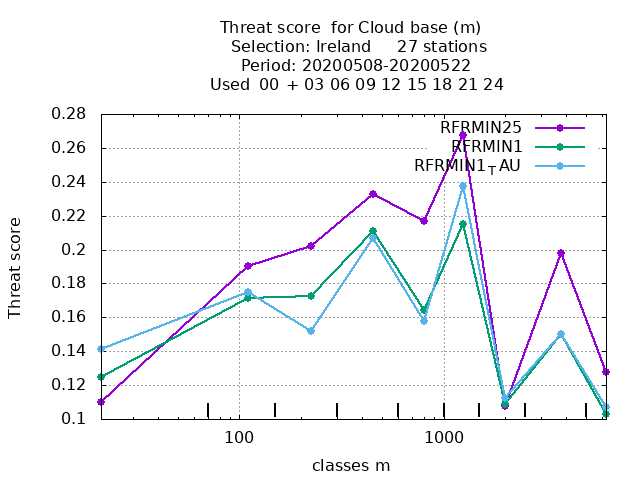 Threat score  for Cloud base (m)
Selection: Ireland     27 stations
Period: 20200508-20200522
Used  00 + 03 06 09 12 15 18 21 24
RFRMIN25
RFRMIN1
RFRMIN1TAU
Threat score
0.28
0.26
0.24
0.22
0.2
0.18
0.16
0.14
0.12
0.1
100
1000
classes m